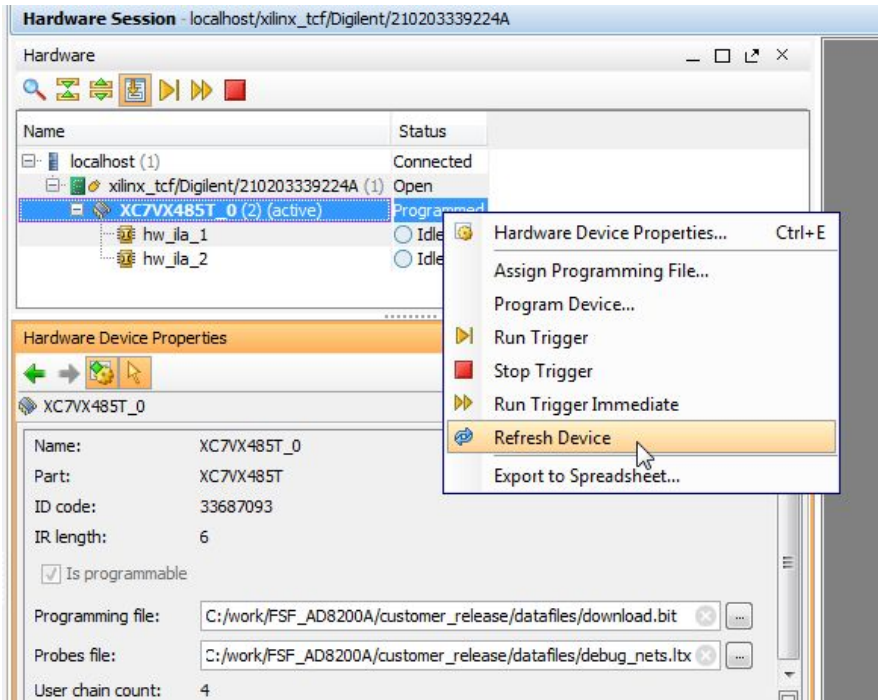 Hardware Session - localhost/xilinx_tcf/Digilent/210203339224A
Hardware
Name Status
localhost (1) Connected
xilinx_tcf/Digilent/210203339224A (1) Open
XC7VX485T_0 (2) (active) Programmed
hw_ila_1 Idle
hw_ila_2 Idle
Hardware Device Properties... Ctrl+E
Assign Programming File...
Program Device...
Run Trigger
Stop Trigger
Run Trigger Immediate
Refresh Device
Export to Spreadsheet...
Hardware Device Properties
XC7VX485T_0
Name: XC7VX485T_0
Part: XC7VX485T
ID code: 33687093
IR length: 6
Is programmable
Programming file: C:/work/FSF_AD8200A/customer_release/datafiles/download.bit
Probes file: C:/work/FSF_AD8200A/customer_release/datafiles/debug_nets.ltx
User chain count: 4